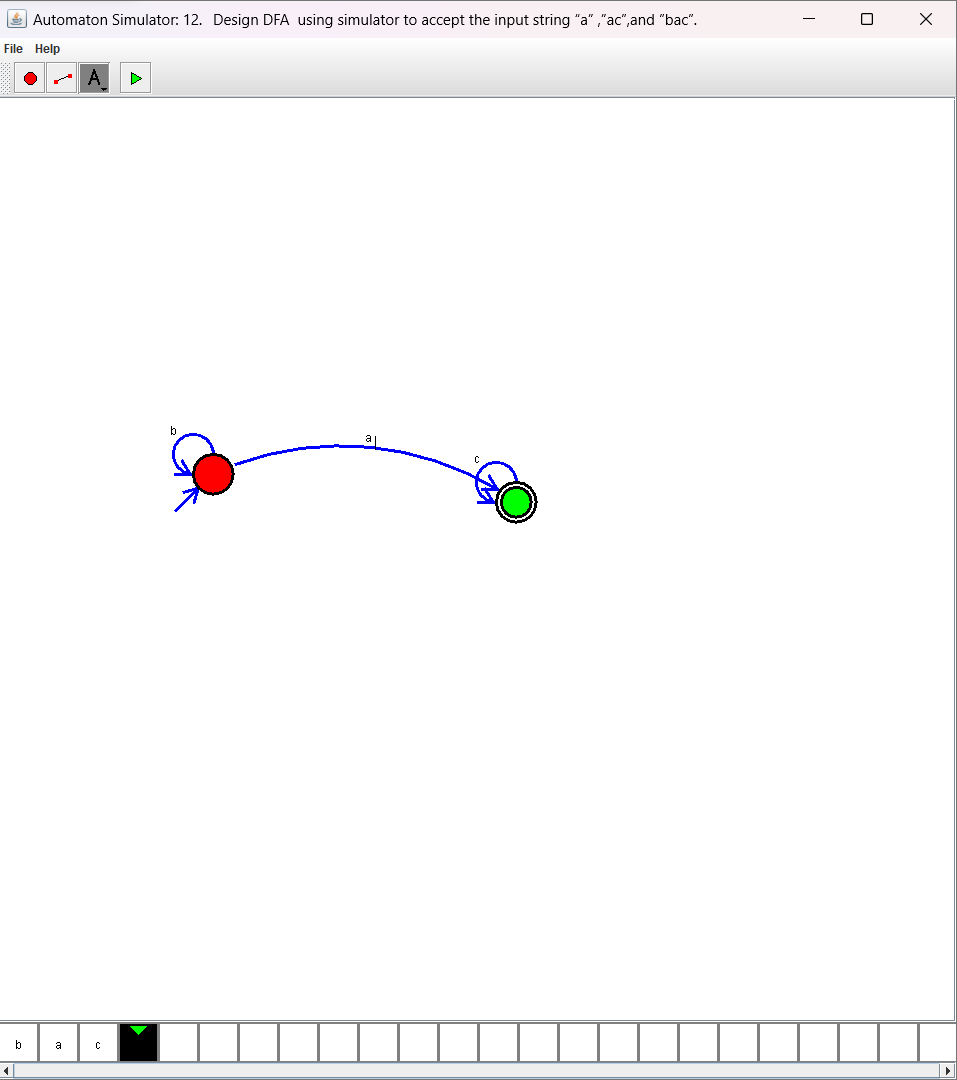 Automaton Simulator: 12.   Design DFA  using simulator to accept the input string “a” ,”ac”,and ”bac”.
File Help
A
b
a
c
b a c